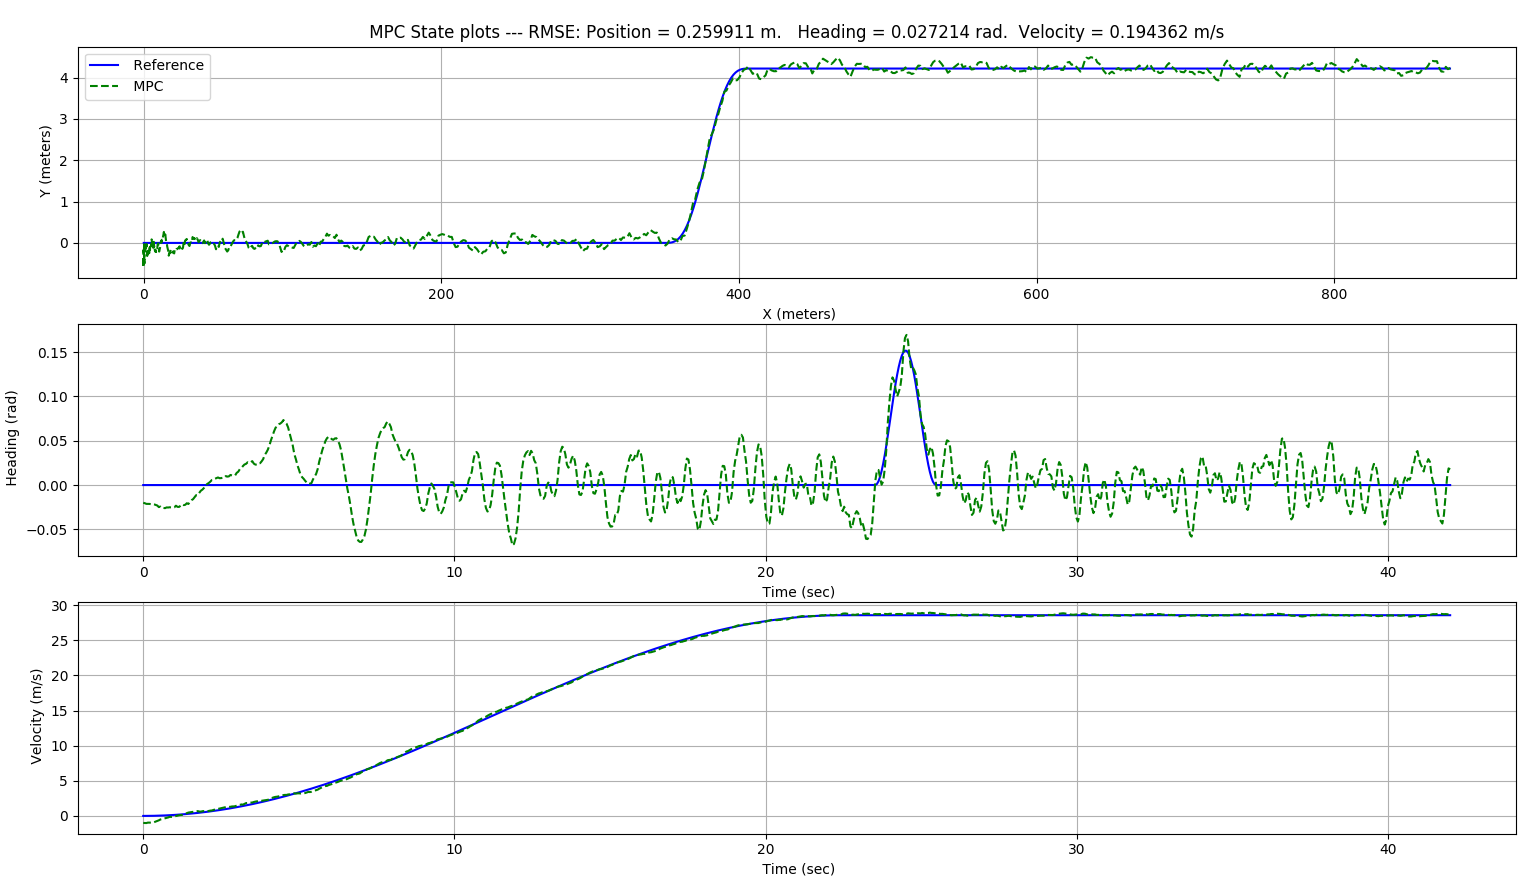 MPC State plots --- RMSE: Position = 0.259911 m.   Heading = 0.027214 rad.  Velocity = 0.194362 m/s
Reference
MPC
Y (meters)
4
3
2
1
0
0 200 400 600 800
X (meters)
Heading (rad)
0.15
0.10
0.05
0.00
−0.05
0 10 20 30 40
Time (sec)
Velocity (m/s)
30
25
20
15
10
5
0
0 10 20 30 40
Time (sec)